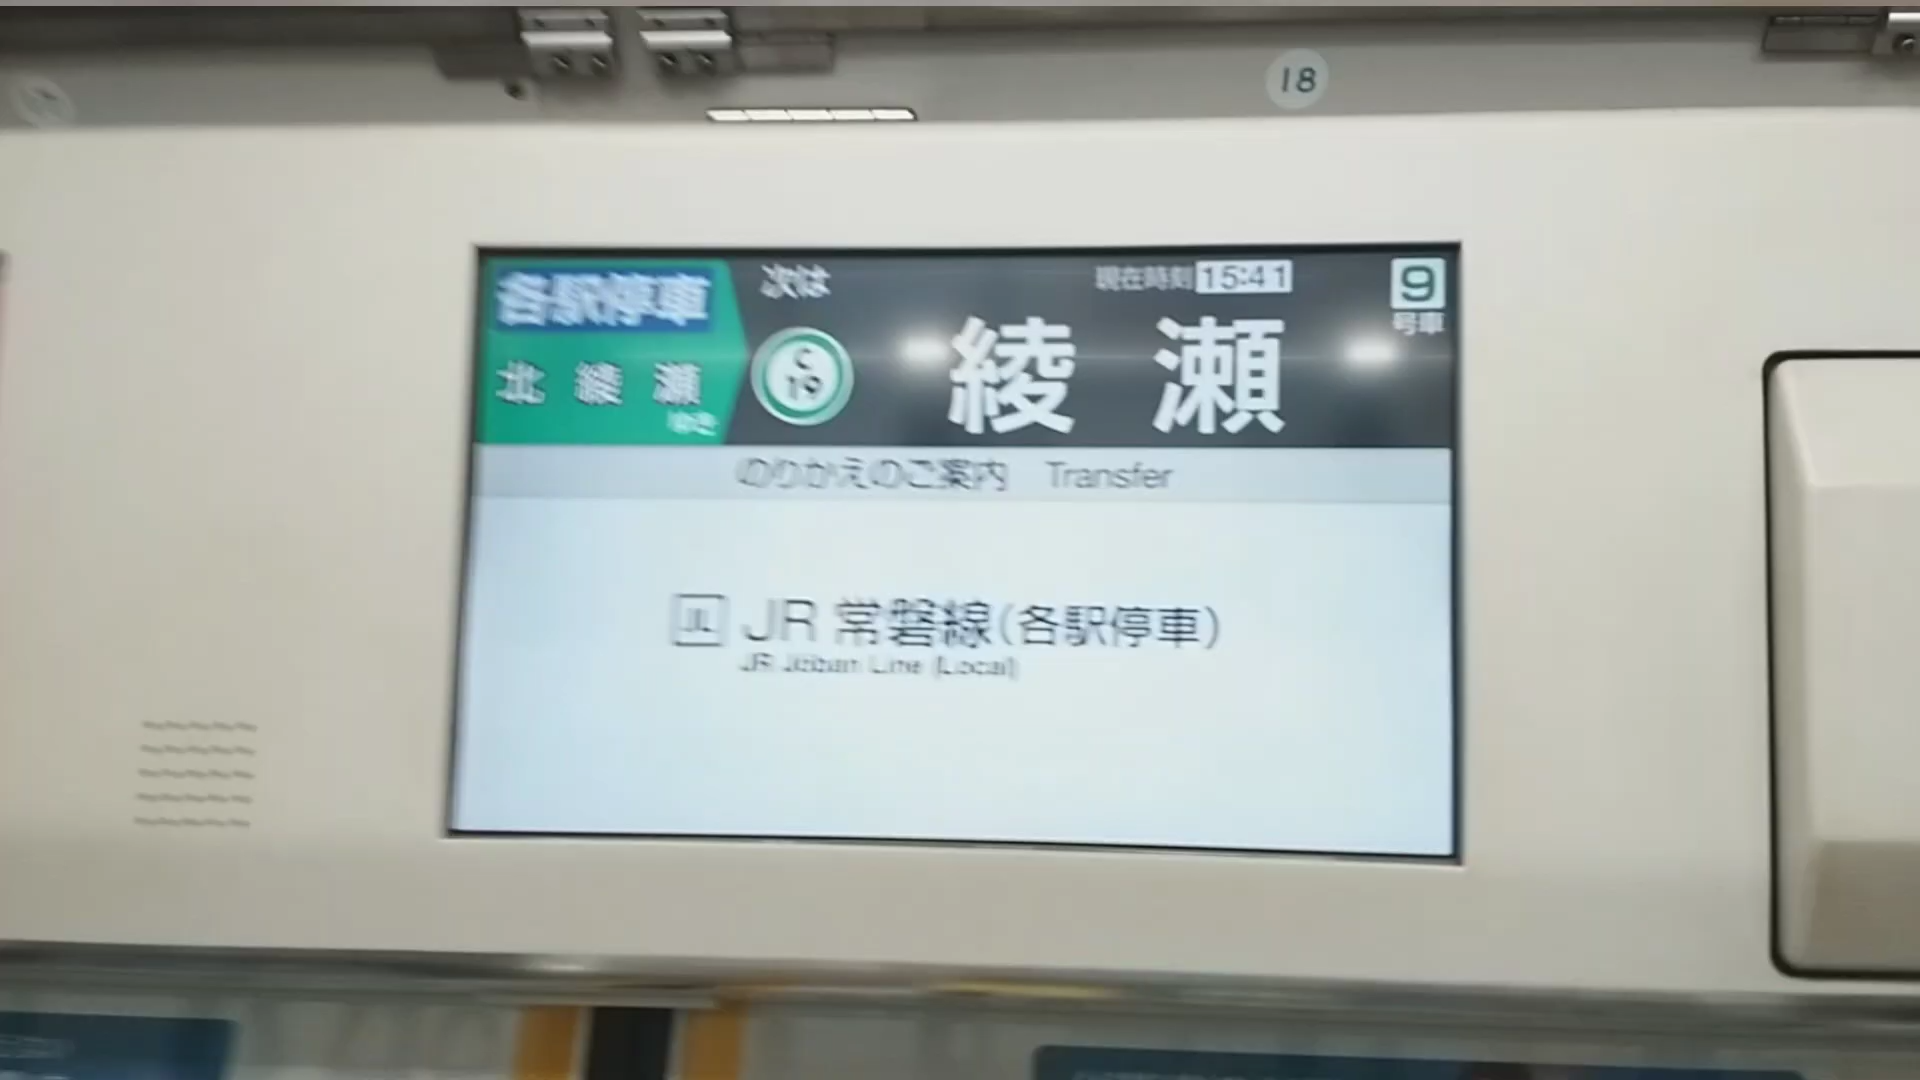 18
各駅停車
次は
現在時刻 15:41
9
号車
北綾瀬
ゆき
C
19
綾瀬
のりかえのご案内 Transfer
JL JR 常磐線(各駅停車)
JR Joban Line (Local)